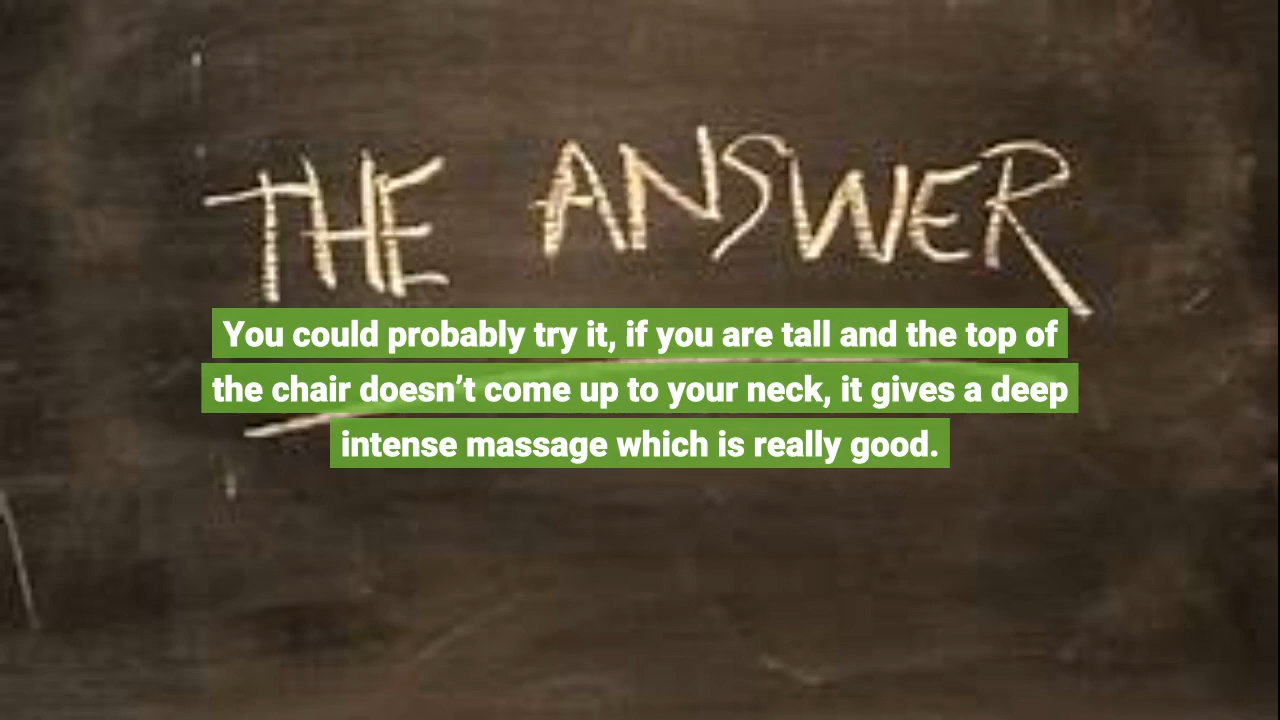 THE ANSWER
You could probably try it, if you are tall and the top of
the chair doesn’t come up to your neck, it gives a deep
intense massage which is really good.